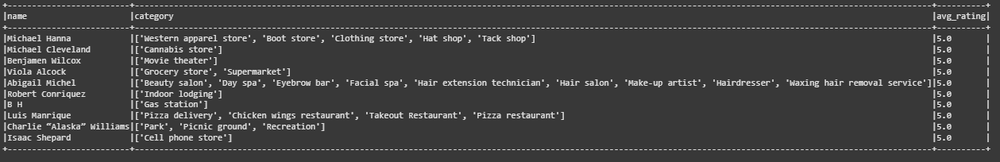 +------------------------+--------------------------------------------------------------------------------------------------------------------------------------------------------------+----------+
|name                    |category                                                                                                                                                      |avg_rating|
+------------------------+--------------------------------------------------------------------------------------------------------------------------------------------------------------+----------+
|Michael Hanna           |['Western apparel store', 'Boot store', 'Clothing store', 'Hat shop', 'Tack shop']                                                                            |5.0       |
|Michael Cleveland       |['Cannabis store']                                                                                                                                            |5.0       |
|Benjamen Wilcox         |['Movie theater']                                                                                                                                             |5.0       |
|Viola Alcock            |['Grocery store', 'Supermarket']                                                                                                                              |5.0       |
|Abigail Michel          |['Beauty salon', 'Day spa', 'Eyebrow bar', 'Facial spa', 'Hair extension technician', 'Hair salon', 'Make-up artist', 'Hairdresser', 'Waxing hair removal service']|5.0       |
|Robert Conriquez        |['Indoor lodging']                                                                                                                                            |5.0       |
|B H                     |['Gas station']                                                                                                                                               |5.0       |
|Luis Manrique           |['Pizza delivery', 'Chicken wings restaurant', 'Takeout Restaurant', 'Pizza restaurant']                                                                      |5.0       |
|Charlie “Alaska” Williams|['Park', 'Picnic ground', 'Recreation']                                                                                                                      |5.0       |
|Isaac Shepard           |['Cell phone store']                                                                                                                                          |5.0       |
+------------------------+--------------------------------------------------------------------------------------------------------------------------------------------------------------+----------+